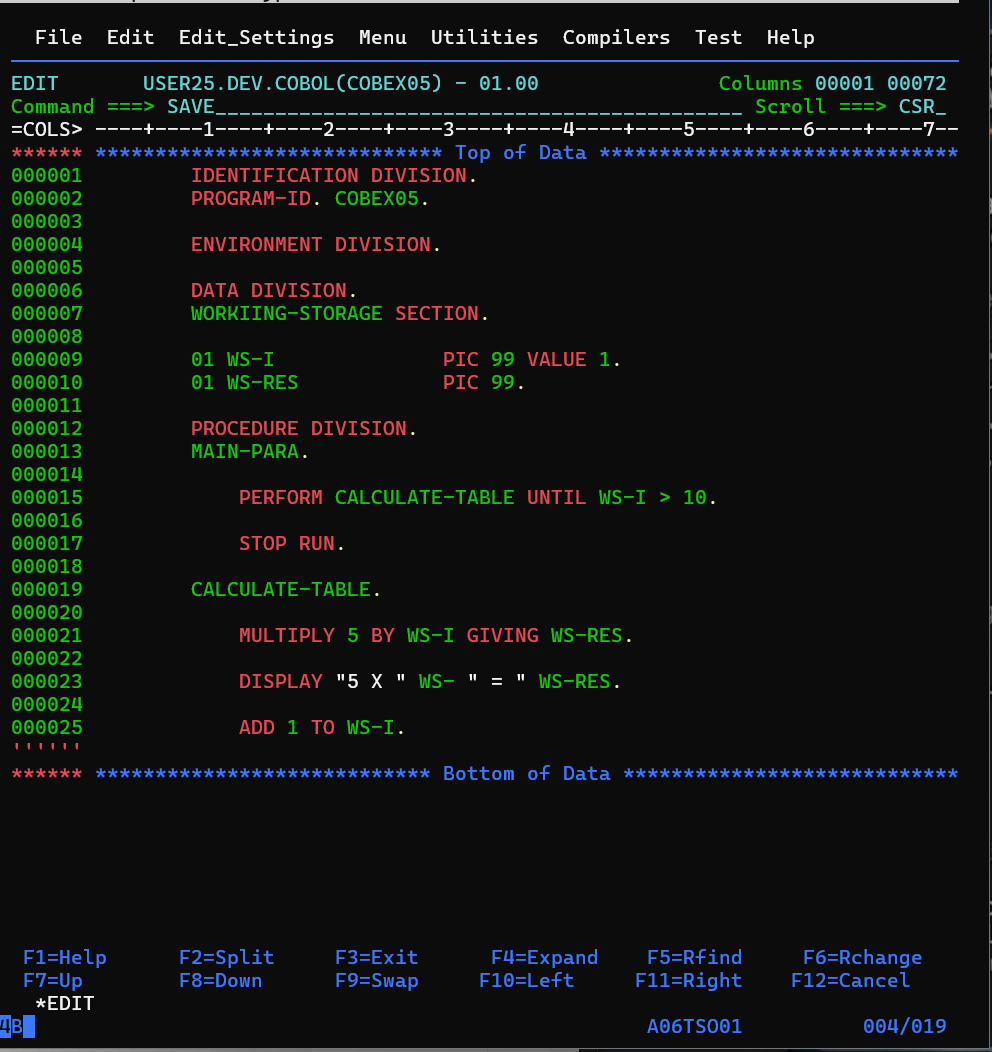 File  Edit  Edit_Settings  Menu  Utilities  Compilers  Test  Help
EDIT       USER25.DEV.COBOL(COBEX05) - 01.00               Columns 00001 00072
Command ===> SAVE____________________________________________ Scroll ===> CSR_
=COLS> ----+----1----+----2----+----3----+----4----+----5----+----6----+----7--
****** ***************************** Top of Data ******************************
000001         IDENTIFICATION DIVISION.
000002         PROGRAM-ID. COBEX05.
000003
000004         ENVIRONMENT DIVISION.
000005
000006         DATA DIVISION.
000007         WORKIING-STORAGE SECTION.
000008
000009         01 WS-I              PIC 99 VALUE 1.
000010         01 WS-RES            PIC 99.
000011
000012         PROCEDURE DIVISION.
000013         MAIN-PARA.
000014
000015             PERFORM CALCULATE-TABLE UNTIL WS-I > 10.
000016
000017             STOP RUN.
000018
000019         CALCULATE-TABLE.
000020
000021             MULTIPLY 5 BY WS-I GIVING WS-RES.
000022
000023             DISPLAY "5 X " WS- " = " WS-RES.
000024
000025             ADD 1 TO WS-I.
''''''
****** **************************** Bottom of Data ****************************
F1=Help      F2=Split     F3=Exit      F4=Expand    F5=Rfind     F6=Rchange
F7=Up        F8=Down      F9=Swap     F10=Left     F11=Right    F12=Cancel
*EDIT
4B                                                   A06TSO01          004/019